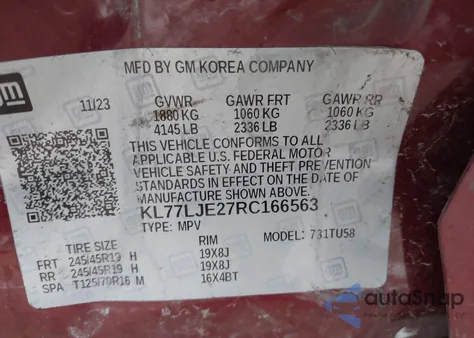 gm
MFD BY GM KOREA COMPANY
11/23 GVWR GAWR FRT GAWR RR
1880 KG 1060 KG 1060 KG
4145 LB 2336 LB 2336 LB
THIS VEHICLE CONFORMS TO ALL
APPLICABLE U.S. FEDERAL MOTOR
VEHICLE SAFETY AND THEFT PREVENTION
STANDARDS IN EFFECT ON THE DATE OF
MANUFACTURE SHOWN ABOVE.
KL77LJE27RC166563
TYPE: MPV MODEL: 731TU58
TIRE SIZE RIM
FRT 245/45R19 H 19X8J
RR 245/45R19 H 19X8J
SPA T125/70R16 M 16X4BT
autoSnap